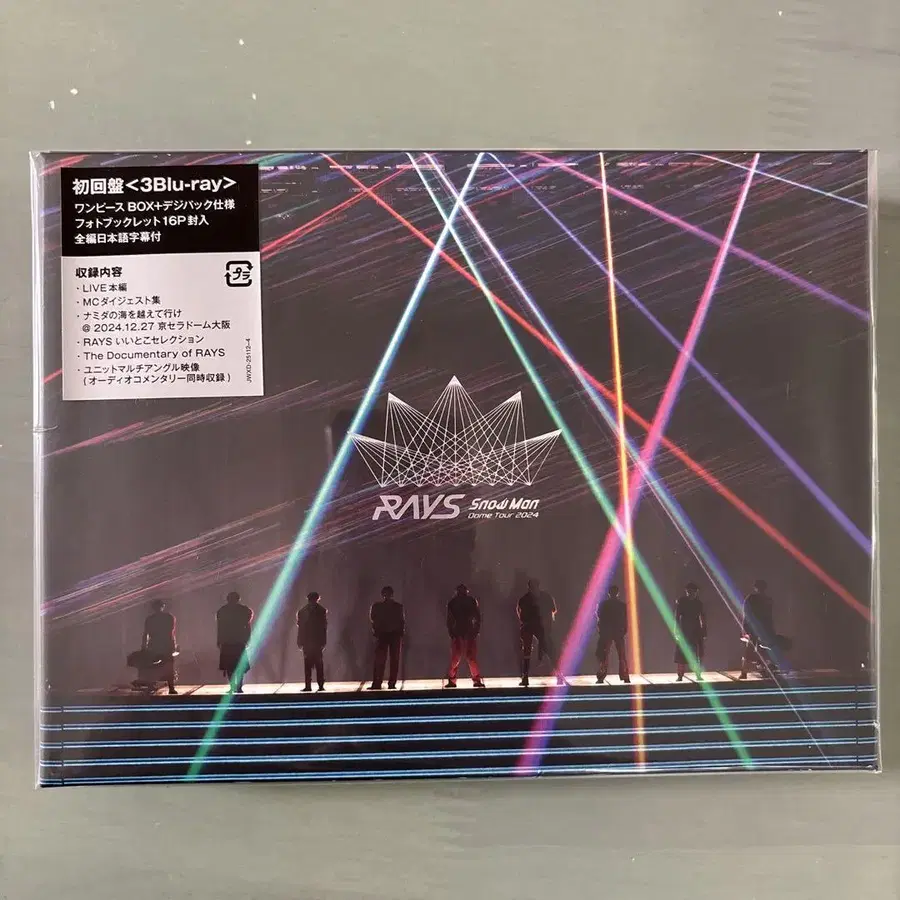 初回盤<3Blu-ray>
ワンピースBOX+デジパック仕様
フォトブックレット16P封入
全編日本語字幕付
収録内容
プラ
・LIVE本編
・MCダイジェスト集
・ナミダの海を越えて行け
@ 2024.12.27 京セラドーム大阪
・RAYS いいとこセレクション
・The Documentary of RAYS
・ユニットマルチアングル映像
(オーディオコメンタリー同時収録)
JWXD-25112~4
RAYS Snow Man
Dome Tour 2024